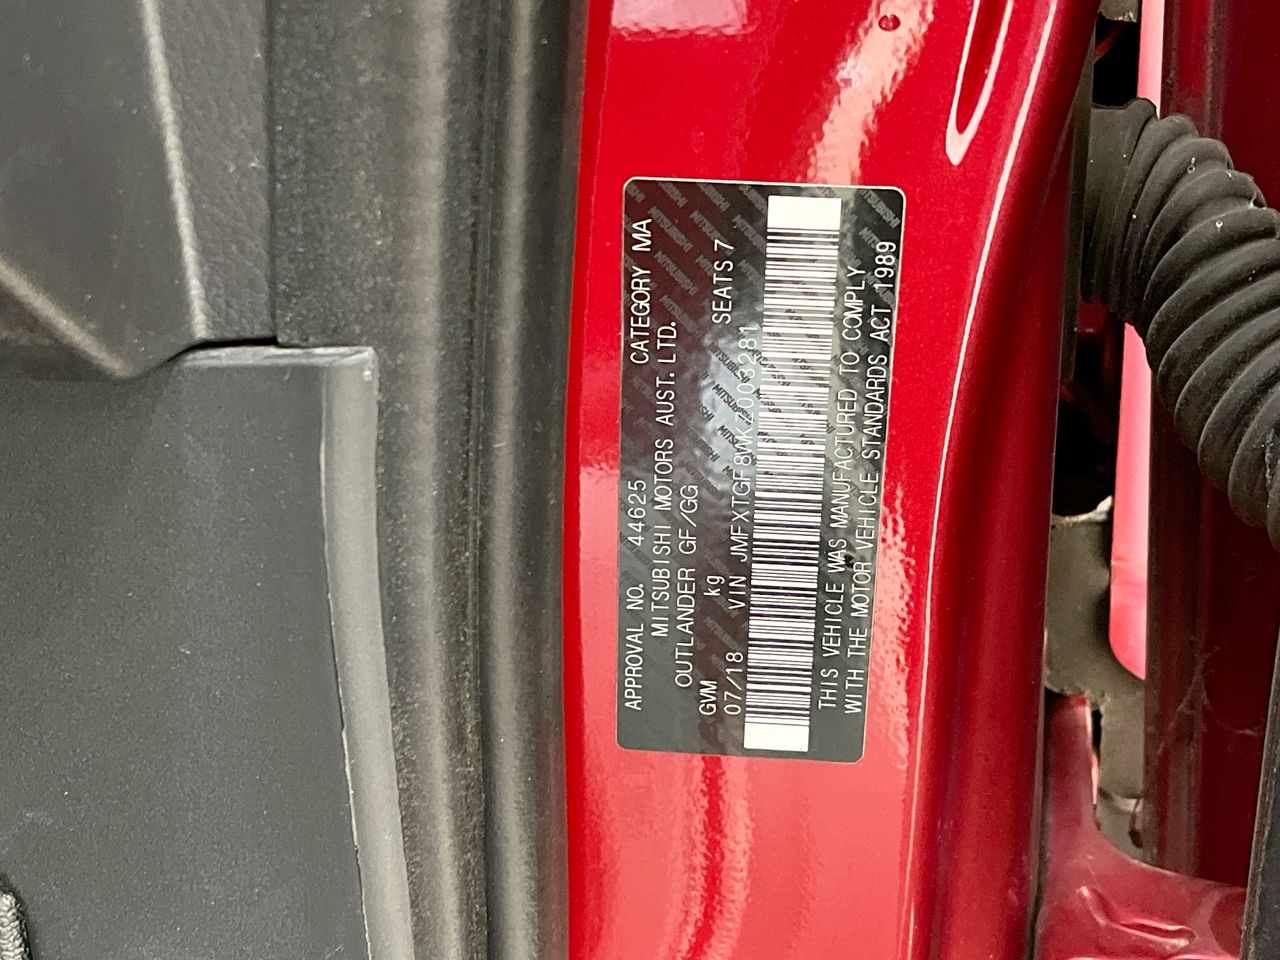 APPROVAL NO. 44625 CATEGORY MA
MITSUBISHI MOTORS AUST. LTD.
OUTLANDER GF/GG
GVM kg SEATS 7
07/18 VIN JMFXTGF8WKZ003281
THIS VEHICLE WAS MANUFACTURED TO COMPLY
WITH THE MOTOR VEHICLE STANDARDS ACT 1989